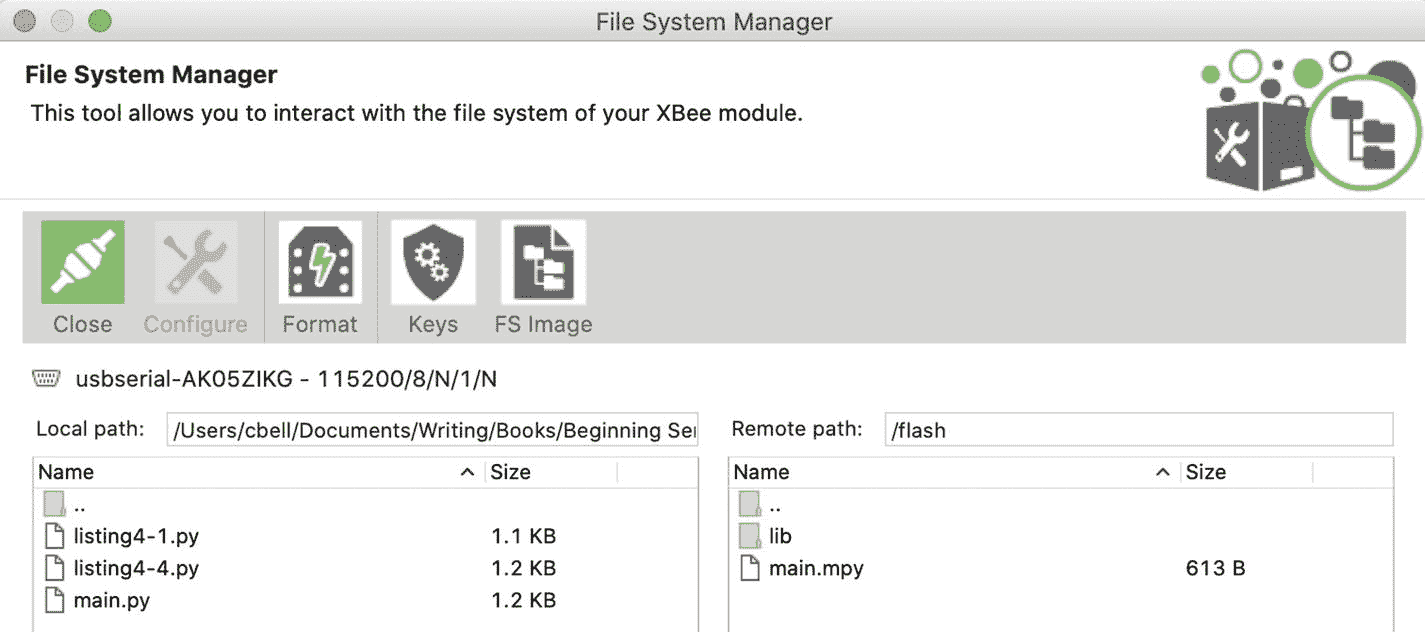 File System Manager
File System Manager
This tool allows you to interact with the file system of your XBee module.
Close Configure Format Keys FS Image
usbserial-AK05ZIKG - 115200/8/N/1/N
Local path: /Users/cbell/Documents/Writing/Books/Beginning Se
Remote path: /flash
Name Size
..
listing4-1.py 1.1 KB
listing4-4.py 1.2 KB
main.py 1.2 KB
Name Size
..
lib
main.mpy 613 B